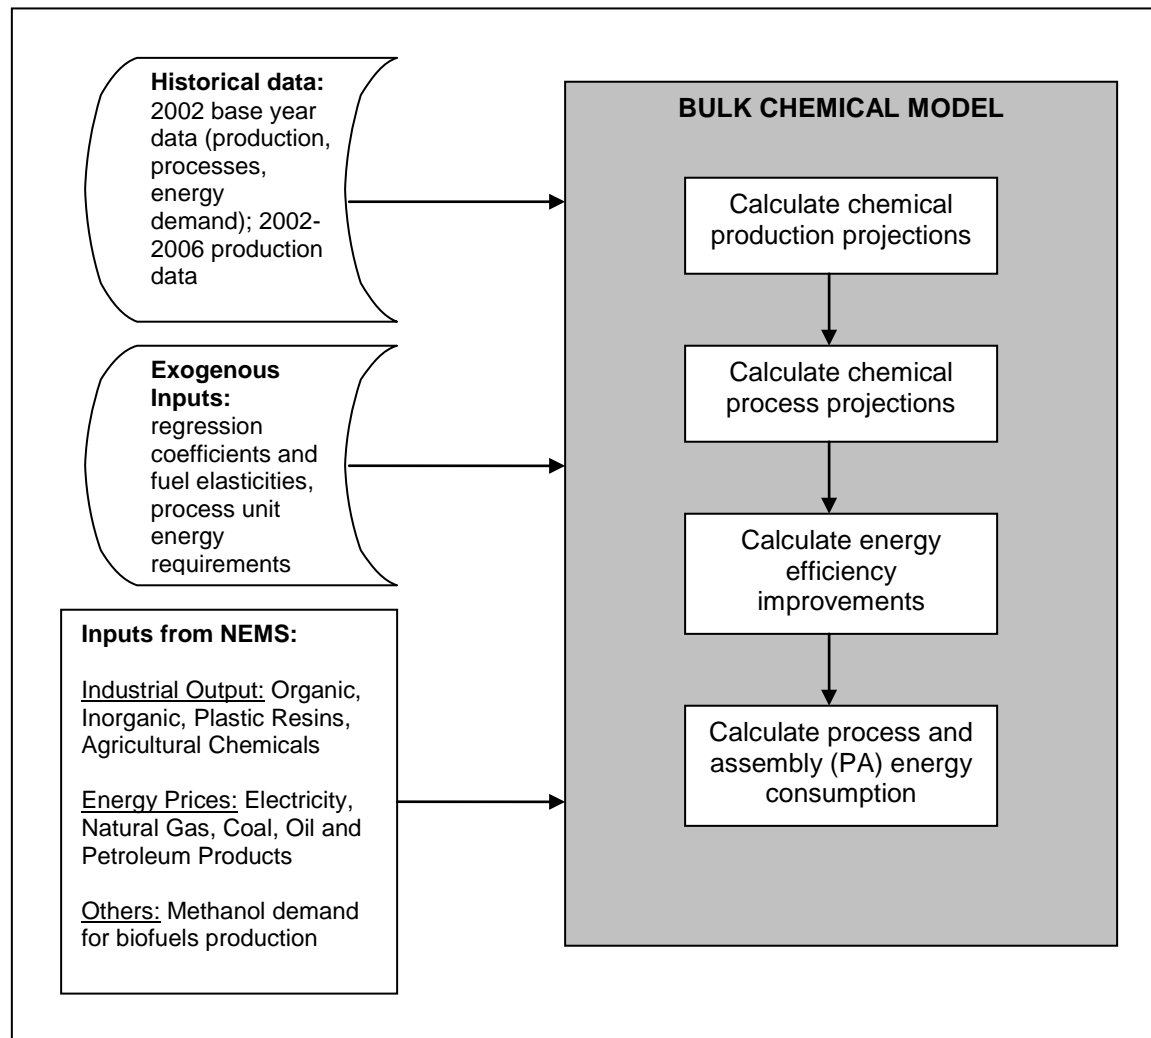 Historical data:
2002 base year
data (production,
processes,
energy
demand); 2002-
2006 production
data
Exogenous
Inputs:
regression
coefficients and
fuel elasticities,
process unit
energy
requirements
Inputs from NEMS:
Industrial Output: Organic,
Inorganic, Plastic Resins,
Agricultural Chemicals
Energy Prices: Electricity,
Natural Gas, Coal, Oil and
Petroleum Products
Others: Methanol demand
for biofuels production
BULK CHEMICAL MODEL
Calculate chemical
production projections
Calculate chemical
process projections
Calculate energy
efficiency
improvements
Calculate process and
assembly (PA) energy
consumption